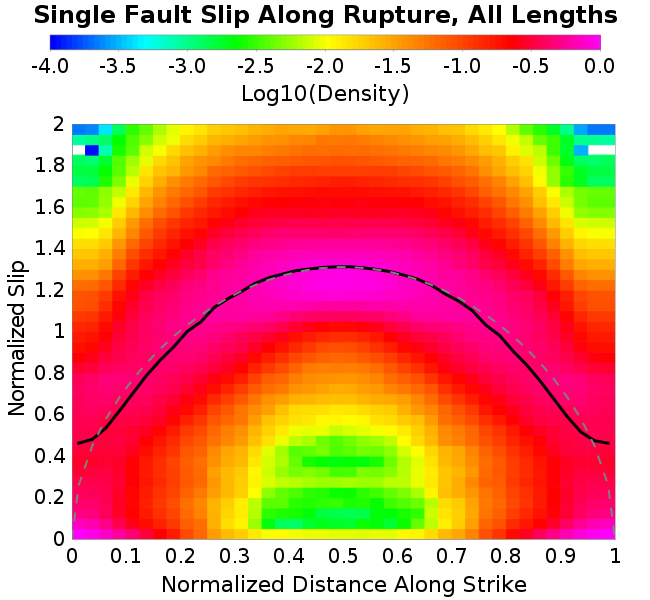 Single Fault Slip Along Rupture, All Lengths
-4.0 -3.5 -3.0 -2.5 -2.0 -1.5 -1.0 -0.5 0.0
Log10(Density)
2
1.8
1.6
1.4
1.2
1
0.8
0.6
0.4
0.2
0
Normalized Slip
0 0.1 0.2 0.3 0.4 0.5 0.6 0.7 0.8 0.9 1
Normalized Distance Along Strike